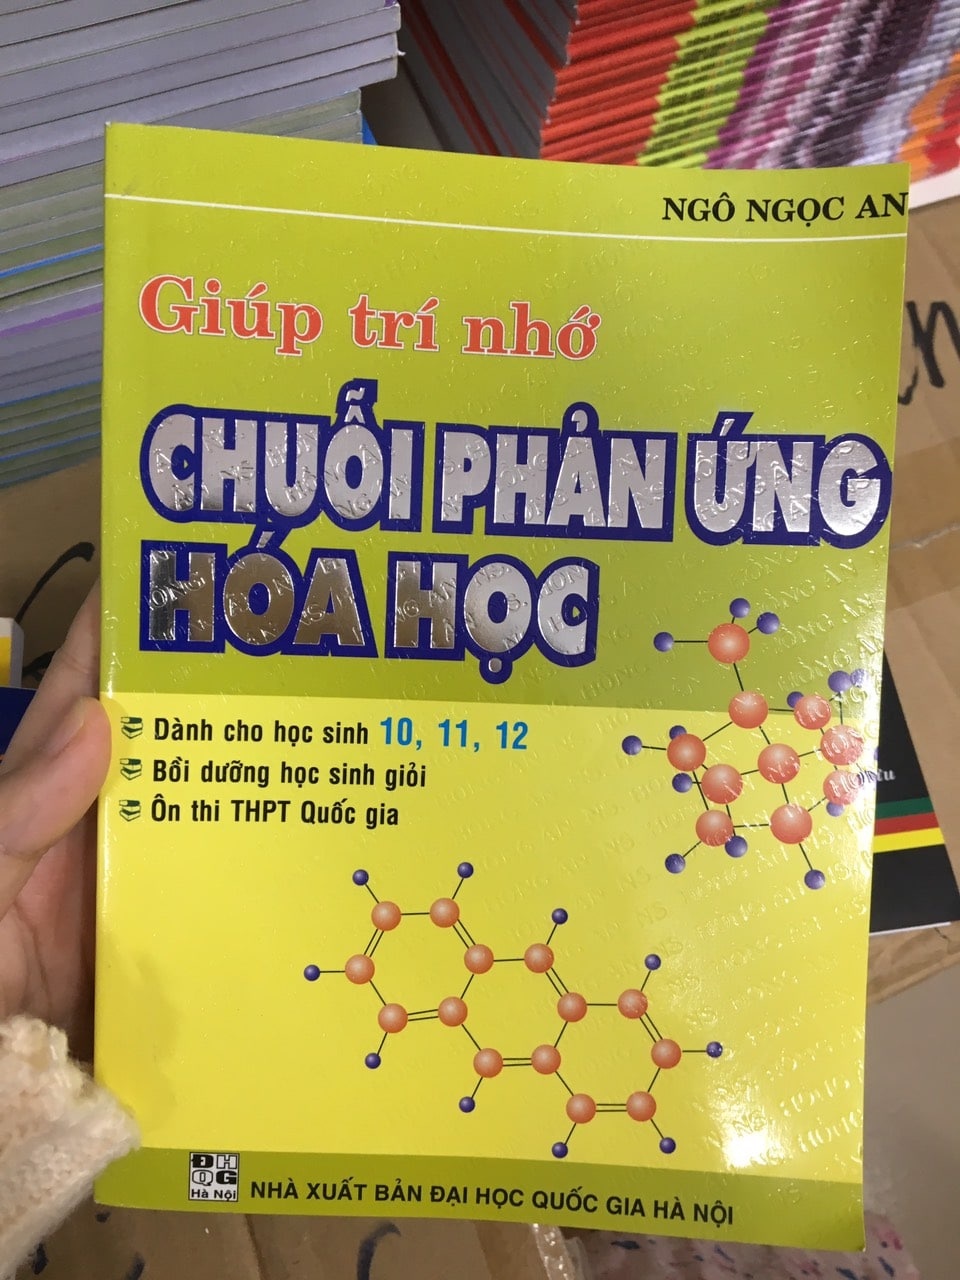 NGÔ NGỌC AN
Giúp trí nhớ
CHUỖI PHẢN ỨNG
HÓA HỌC
Dành cho học sinh 10, 11, 12
Bồi dưỡng học sinh giỏi
Ôn thi THPT Quốc gia
ĐH
QG
Hà Nội
NHÀ XUẤT BẢN ĐẠI HỌC QUỐC GIA HÀ NỘI